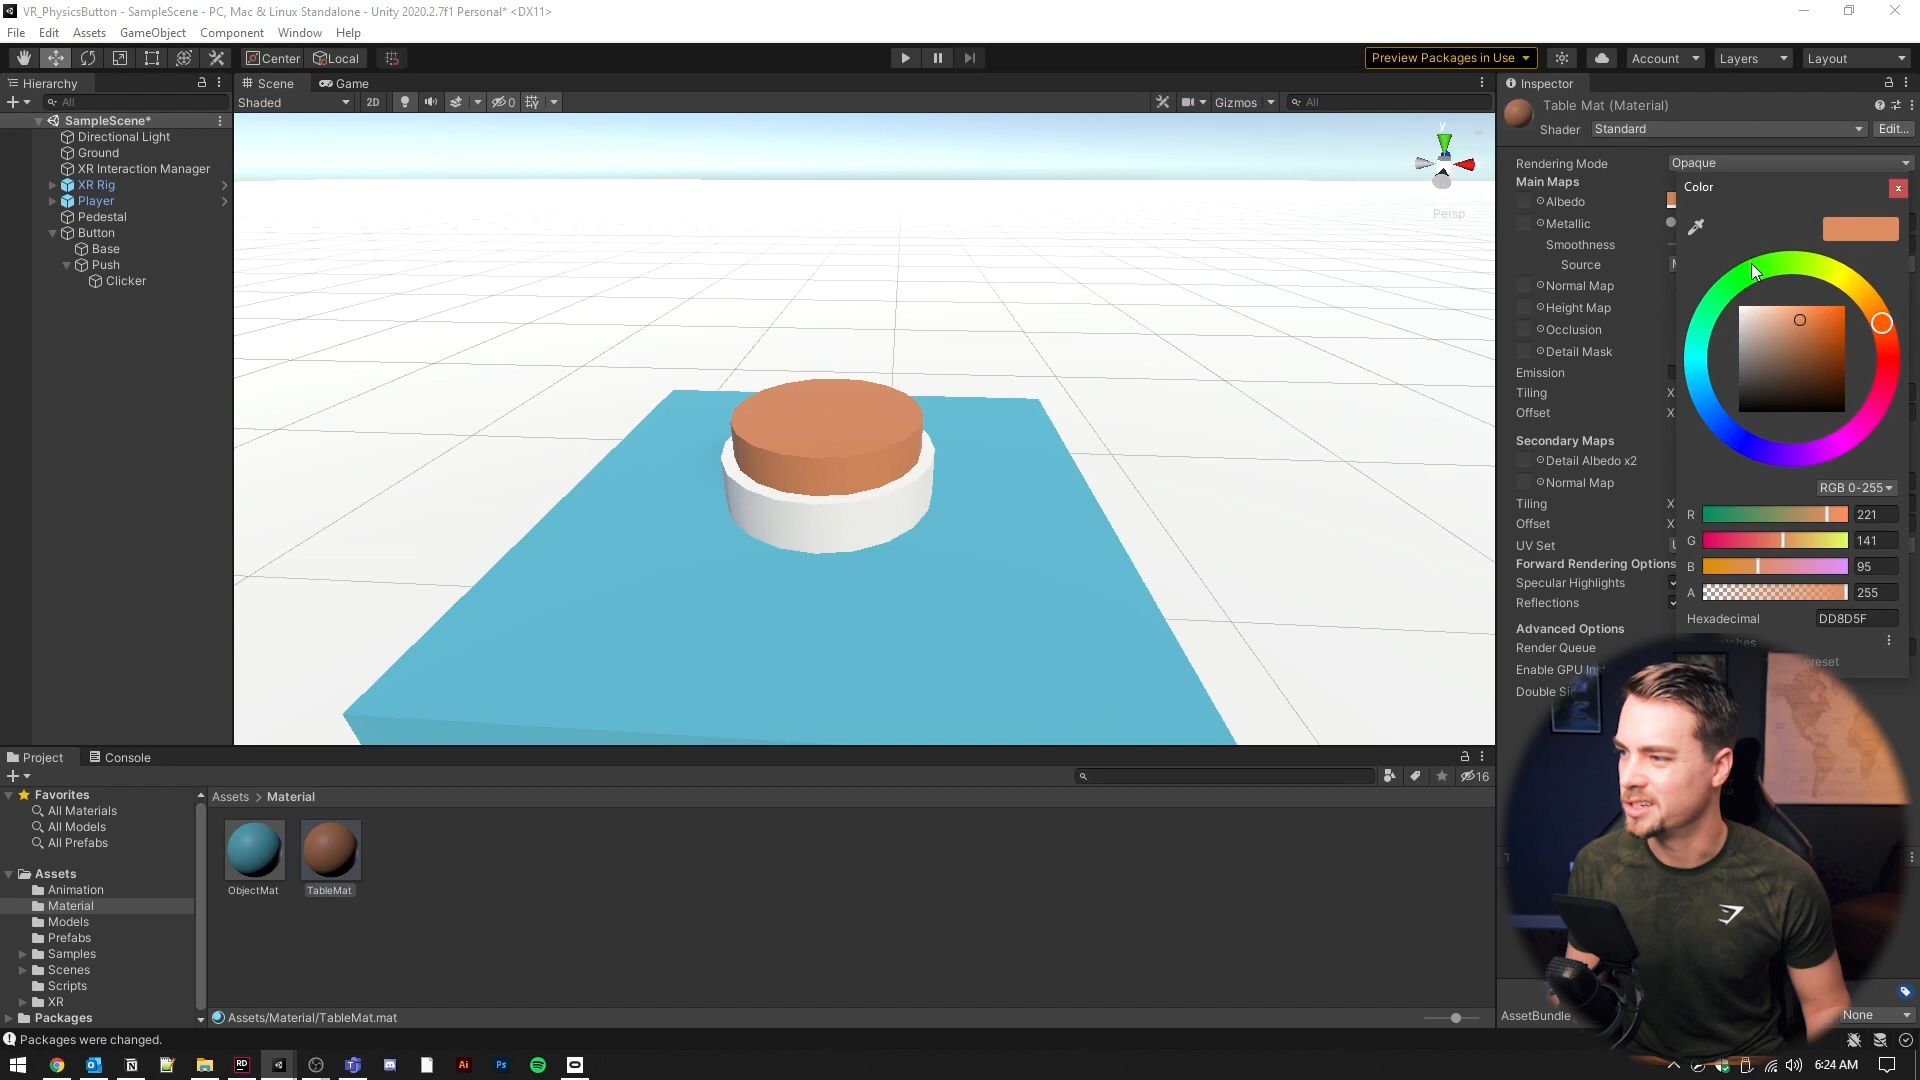 VR_PhysicsButton - SampleScene - PC, Mac & Linux Standalone - Unity 2020.2.7f1 Personal* <DX11>
File Edit Assets GameObject Component Window Help
Center Local Preview Packages in Use Account Layers Layout
Hierarchy
All
SampleScene*
Directional Light
Ground
XR Interaction Manager
XR Rig
Player
Pedestal
Button
Base
Push
Clicker
Scene Game
Shaded 2D 0 Gizmos All
y
Persp
Inspector
Table Mat (Material)
Shader Standard Edit...
Rendering Mode Opaque
Main Maps
Albedo
Metallic
Smoothness
Source
Normal Map
Height Map
Occlusion
Detail Mask
Emission
Tiling X
Offset X
Secondary Maps
Detail Albedo x2
Normal Map
Tiling X
Offset X
UV Set
Forward Rendering Options
Specular Highlights
Reflections
Advanced Options
Render Queue
Enable GPU
Double
Color
RGB 0-255
R 221
G 141
B 95
A 255
Hexadecimal DD8D5F
preset
AssetBundle None
Project Console
16
Favorites
All Materials
All Models
All Prefabs
Assets
Animation
Material
Models
Prefabs
Samples
Scenes
Scripts
XR
Packages
Assets > Material
ObjectMat TableMat
Assets/Material/TableMat.mat
Packages were changed.
RD Ai Ps
6:24 AM